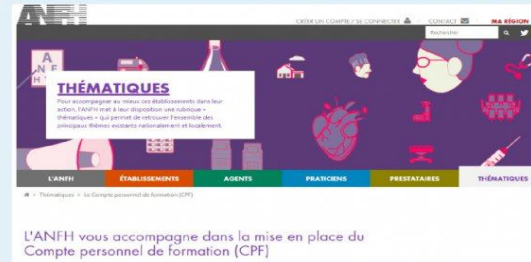 ANFH
CRÉER UN COMPTE / SE CONNECTER CONTACT MA RÉGION
Rechercher
A
N F
THÉMATIQUES
Pour accompagner au mieux ces établissements dans leur
action, l'ANFH met à leur disposition une rubrique «
thématiques » qui permet de retrouver l'ensemble des
principaux thèmes existants nationalement et localement.
L'ANFH ÉTABLISSEMENTS AGENTS PRATICIENS PRESTATAIRES THÉMATIQUES
> Thématiques > Le Compte personnel de formation (CPF)
L'ANFH vous accompagne dans la mise en place du
Compte personnel de formation (CPF)